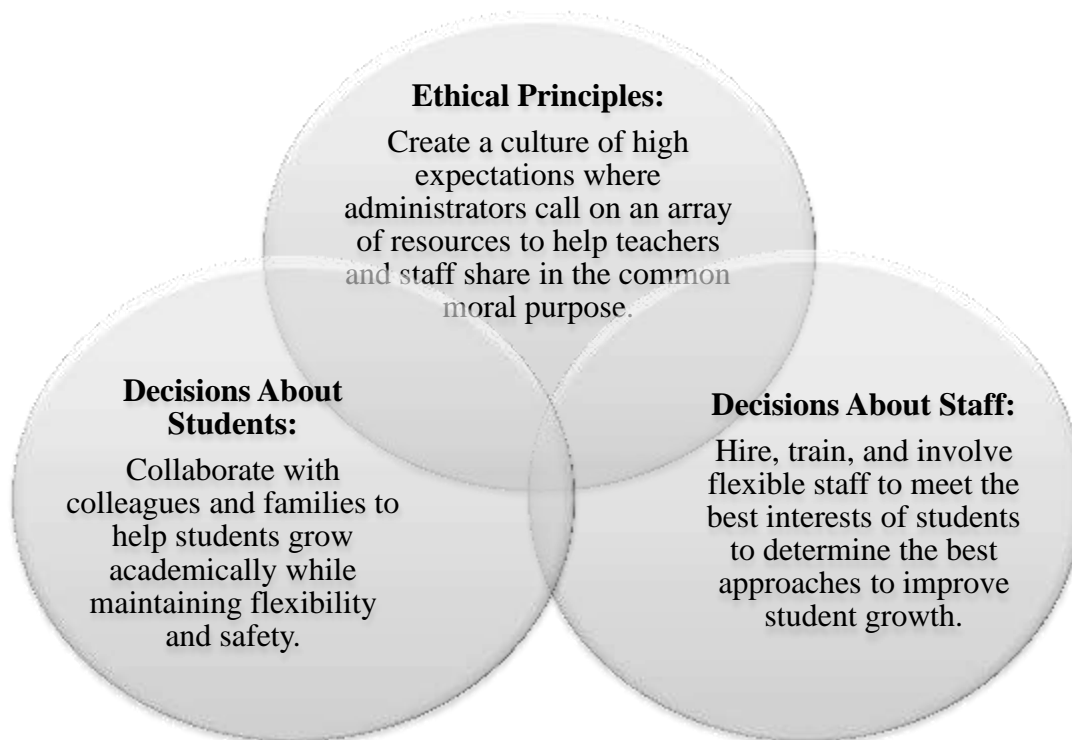 Ethical Principles:
Create a culture of high
expectations where
administrators call on an array
of resources to help teachers
and staff share in the common
moral purpose.
Decisions About
Students:
Collaborate with
colleagues and families to
help students grow
academically while
maintaining flexibility
and safety.
Decisions About Staff:
Hire, train, and involve
flexible staff to meet the
best interests of students
to determine the best
approaches to improve
student growth.